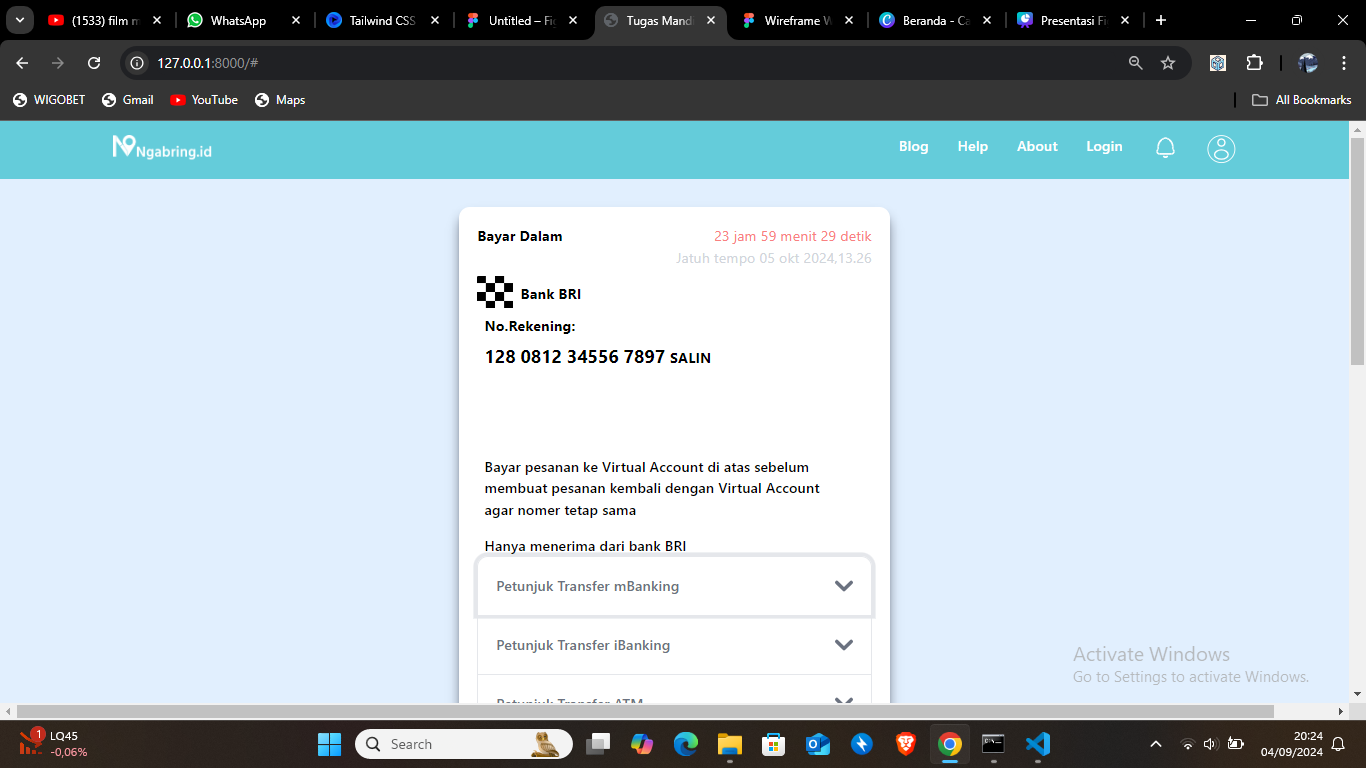 (1533) film m
WhatsApp
Tailwind CSS
Untitled – Fig
Tugas Mandi
Wireframe W
Beranda - Ca
Presentasi Fi
127.0.0.1:8000/#
WIGOBET
Gmail
YouTube
Maps
All Bookmarks
Ngabring.id
Blog
Help
About
Login
Bayar Dalam
23 jam 59 menit 29 detik
Jatuh tempo 05 okt 2024,13.26
Bank BRI
No.Rekening:
128 0812 34556 7897 SALIN
Bayar pesanan ke Virtual Account di atas sebelum
membuat pesanan kembali dengan Virtual Account
agar nomer tetap sama
Hanya menerima dari bank BRI
Petunjuk Transfer mBanking
Petunjuk Transfer iBanking
Petunjuk Transfer ATM
Activate Windows
Go to Settings to activate Windows.
1
LQ45
-0,06%
Search
20:24
04/09/2024